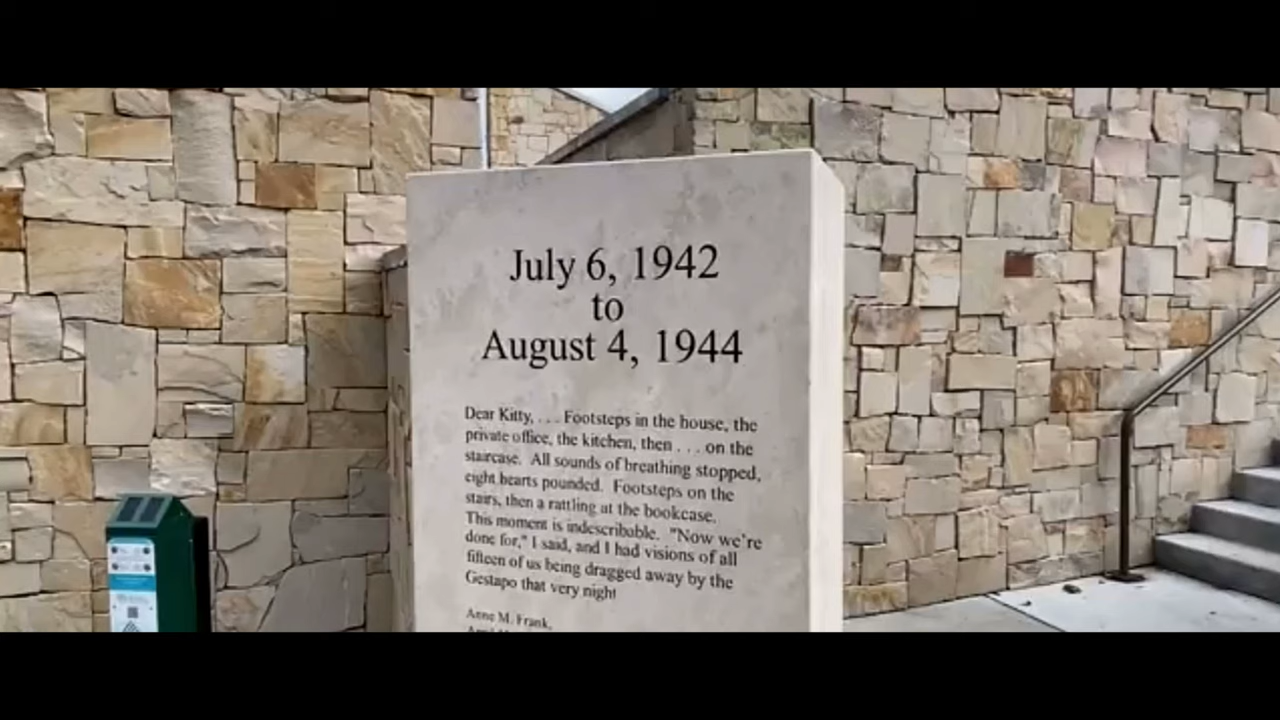 July 6, 1942
to
August 4, 1944
Dear Kitty, . . . Footsteps in the house, the
private office, the kitchen, then . . . on the
staircase. All sounds of breathing stopped,
eight hearts pounded. Footsteps on the
stairs, then a rattling at the bookcase.
This moment is indescribable. "Now we're
done for," I said, and I had visions of all
fifteen of us being dragged away by the
Gestapo that very night
Anne M. Frank,